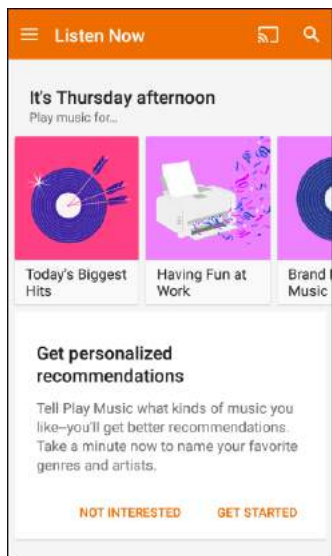 Listen Now
It's Thursday afternoon
Play music for...
Today's Biggest
Hits
Having Fun at
Work
Brand
Music
Get personalized
recommendations
Tell Play Music what kinds of music you
like–you'll get better recommendations.
Take a minute now to name your favorite
genres and artists.
NOT INTERESTED GET STARTED